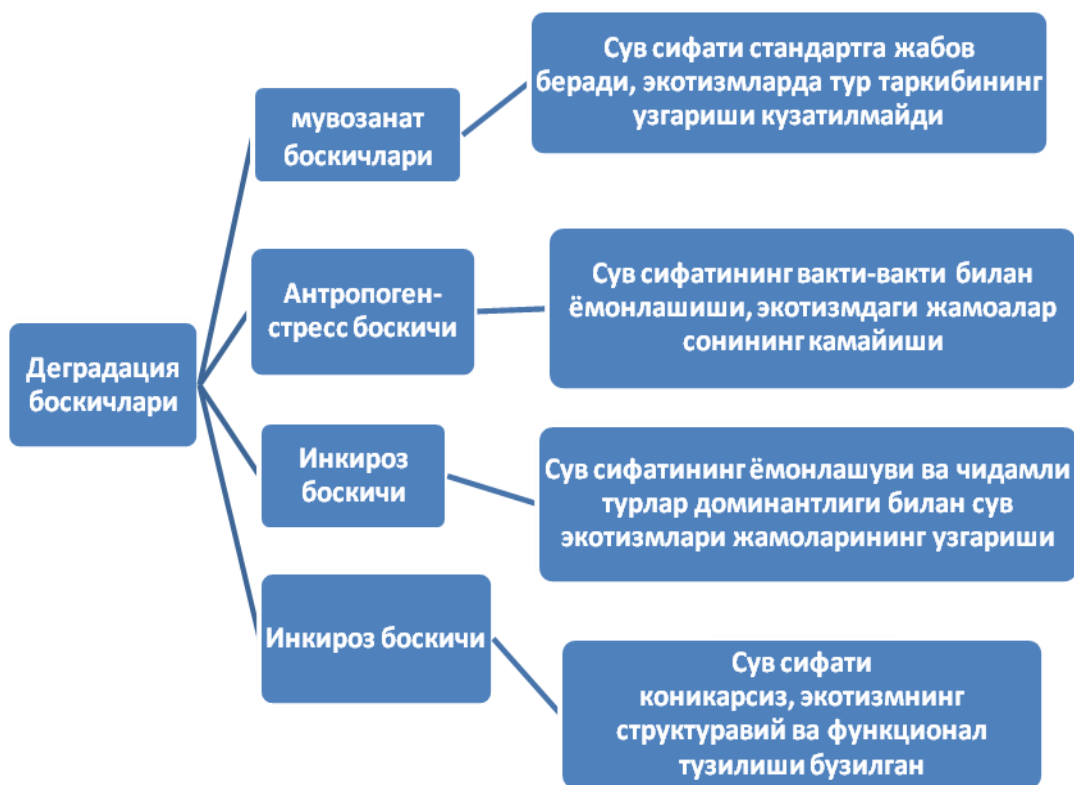 Деградация
боскичлари
мувозанат
боскичлари
Сув сифати стандартга жабов
беради, экотизмларда тур таркибининг
узгариши кузатилмайди
Антропоген-
стресс боскичи
Сув сифатининг вакти-вакти билан
ёмонлашиши, экотизмдаги жамоалар
сонининг камайиши
Инкироз
боскичи
Сув сифатининг ёмонлашуви ва чидамли
турлар доминантлиги билан сув
экотизмлари жамоларининг узгариши
Инкироз боскичи
Сув сифати
коникарсиз, экотизмнинг
структуравий ва функционал
тузилиши бузилган